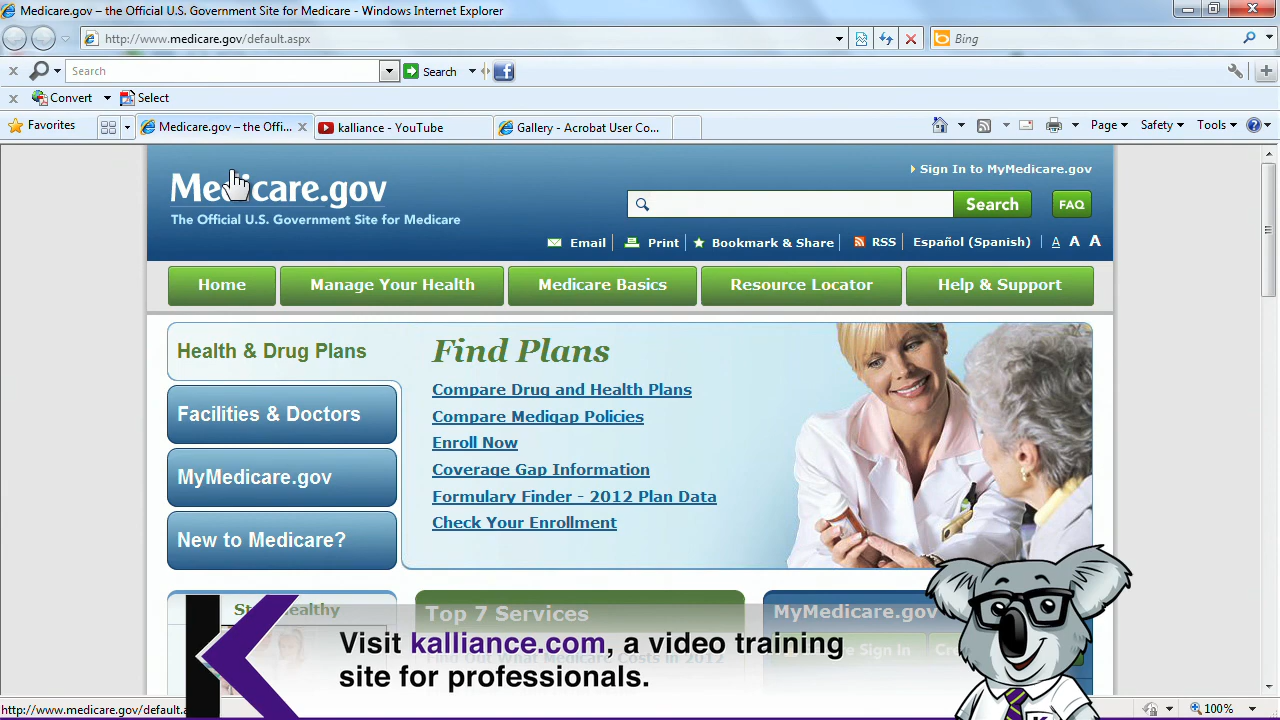 Medicare.gov – the Official U.S. Government Site for Medicare - Windows Internet Explorer
http://www.medicare.gov/default.aspx
Bing
Search
Search
Convert
Select
Favorites
Medicare.gov – the Offi...
kalliance - YouTube
Gallery - Acrobat User Co...
Page
Safety
Tools
Medicare.gov
The Official U.S. Government Site for Medicare
Sign In to MyMedicare.gov
Search
FAQ
Email
Print
Bookmark & Share
RSS
Español (Spanish)
A A A
Home
Manage Your Health
Medicare Basics
Resource Locator
Help & Support
Health & Drug Plans
Facilities & Doctors
MyMedicare.gov
New to Medicare?
Find Plans
Compare Drug and Health Plans
Compare Medigap Policies
Enroll Now
Coverage Gap Information
Formulary Finder - 2012 Plan Data
Check Your Enrollment
Top 7 Services
Find Out What Medicare Costs in 2012
MyMedicare.gov
Sign In
Visit kalliance.com, a video training
site for professionals.
K
100%